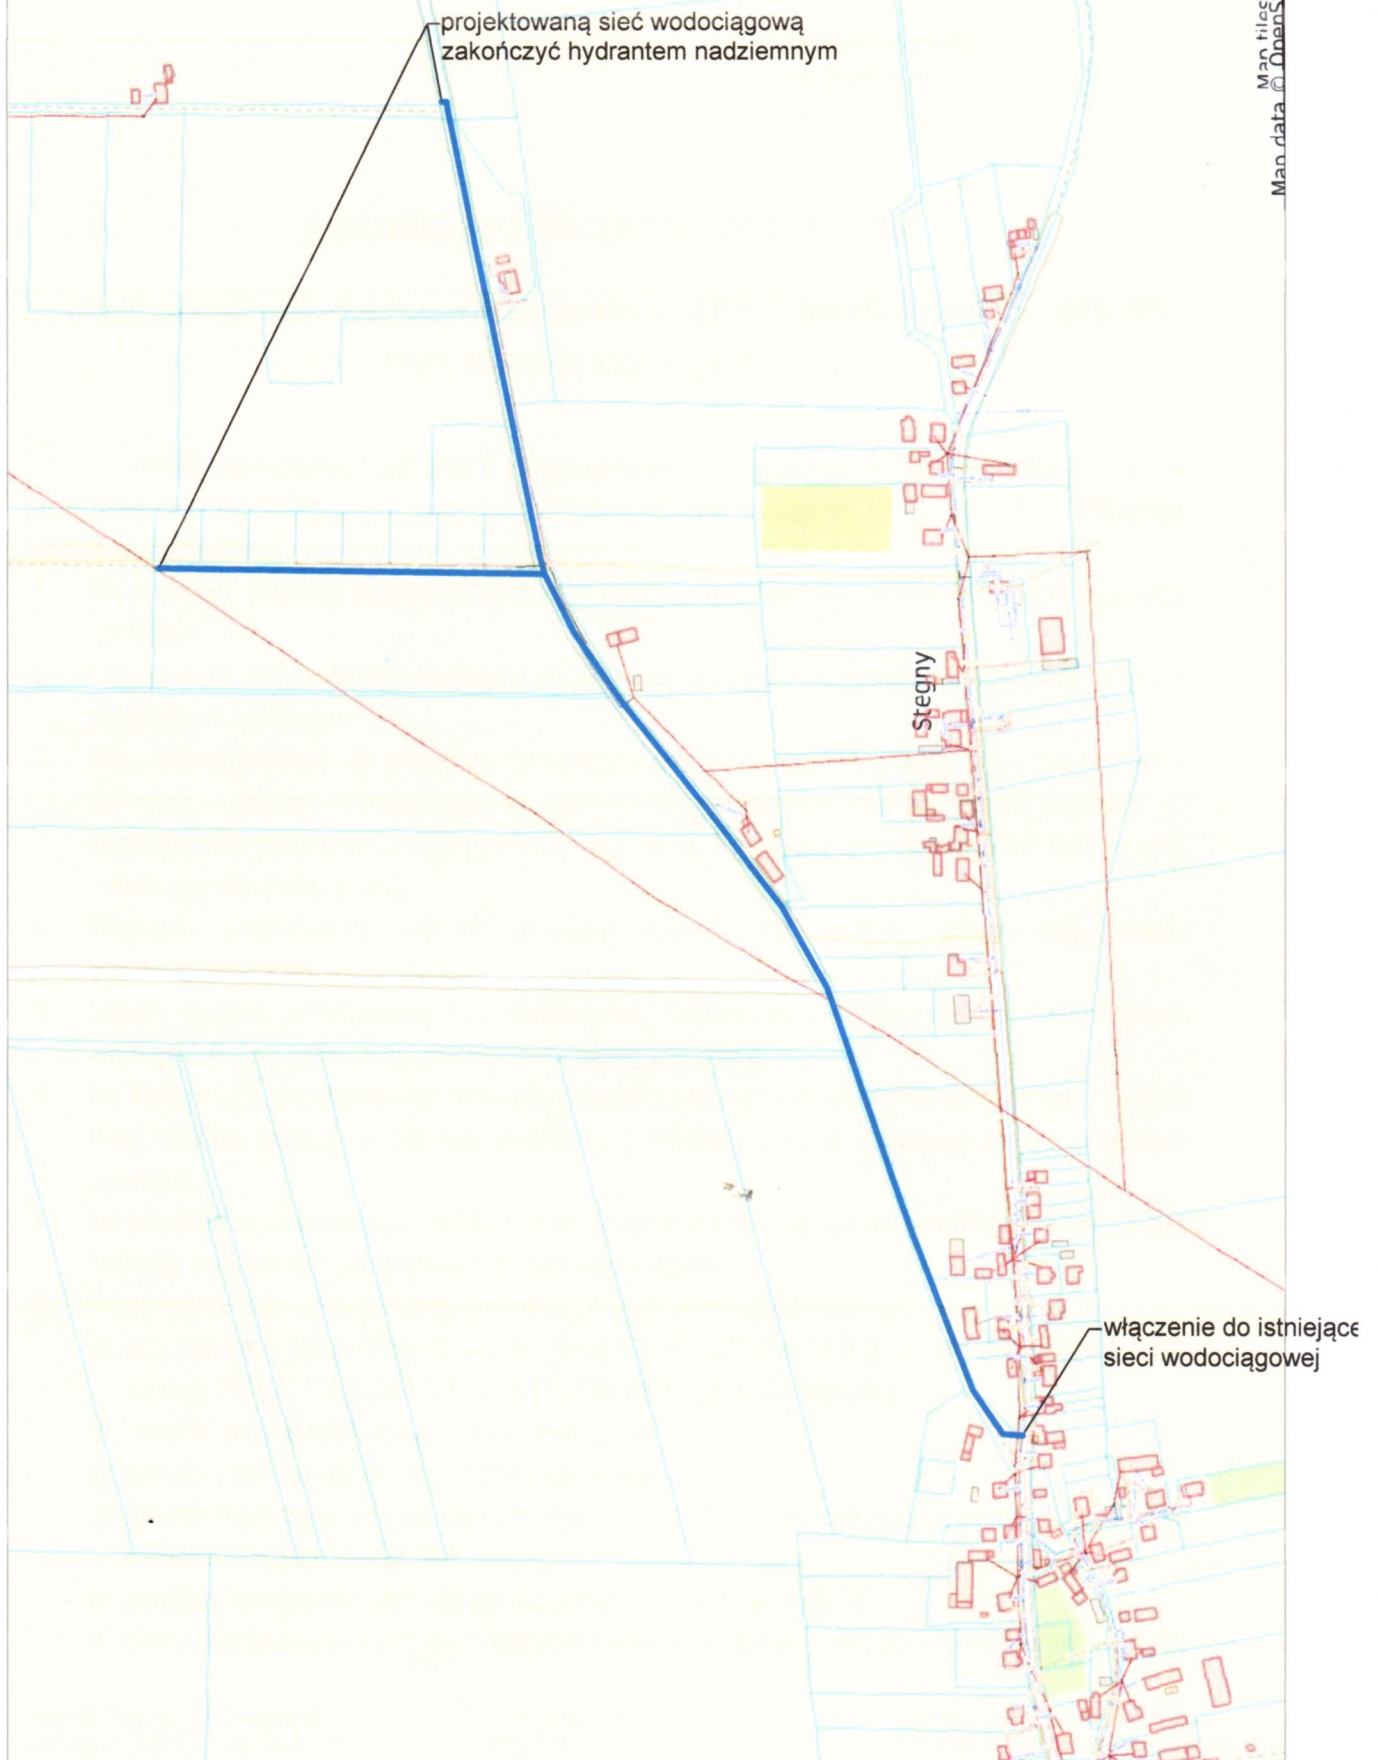 projektowaną sieć wodociągową
zakończyć hydrantem nadziemnym
Map data © OpenS
Stegny
włączenie do istniejące
sieci wodociągowej